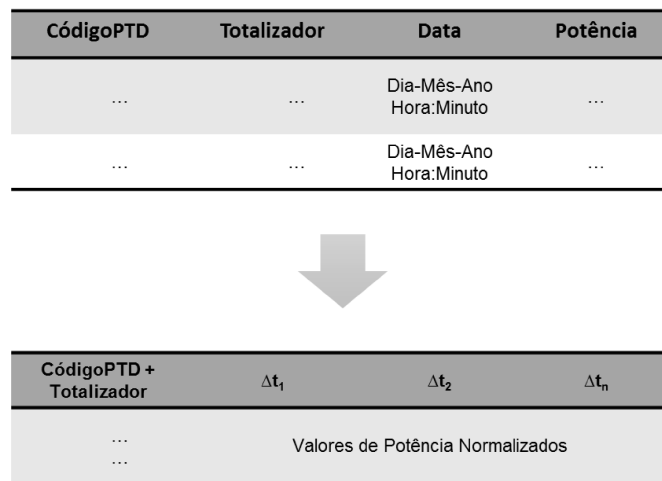 CódigoPTD Totalizador Data Potência
Dia-Mês-Ano
... ... Hora:Minuto ...
Dia-Mês-Ano
... ... Hora:Minuto ...
CódigoPTD +
Totalizador Δt₁ Δt₂ Δtₙ
...
... Valores de Potência Normalizados